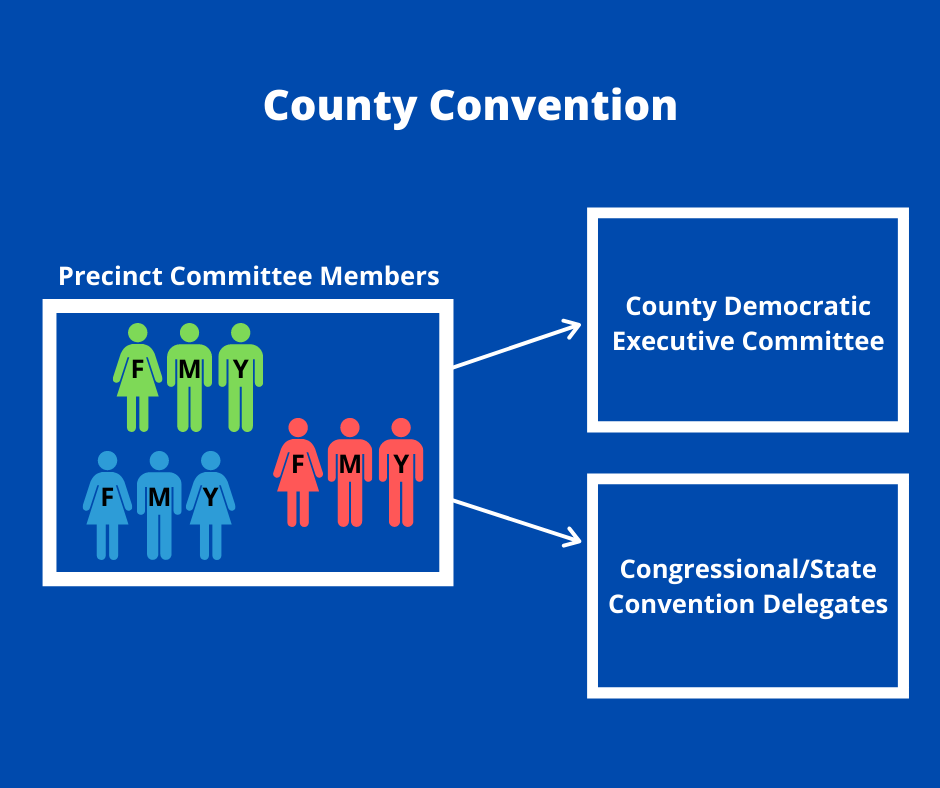 County Convention
Precinct Committee Members
F M Y
F M Y
F M Y
County Democratic
Executive Committee
Congressional/State
Convention Delegates